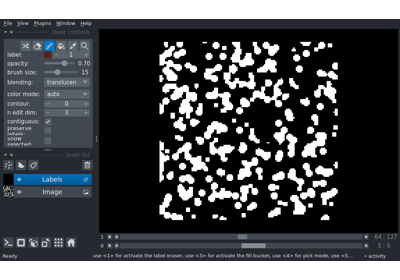 File View Plugins Window Help
layer controls
label: 1
opacity: 0.70
brush size: 15
blending: translucen
color mode: auto
contour: 0
n edit dim: 3
contiguous:
preserve
labels:
show
selected:
layer list
Labels
Image
0 64 127
0 5 9
Ready
use <1> for activate the label eraser, use <3> for activate the fill bucket, use <4> for pick mode, use <5...
activity